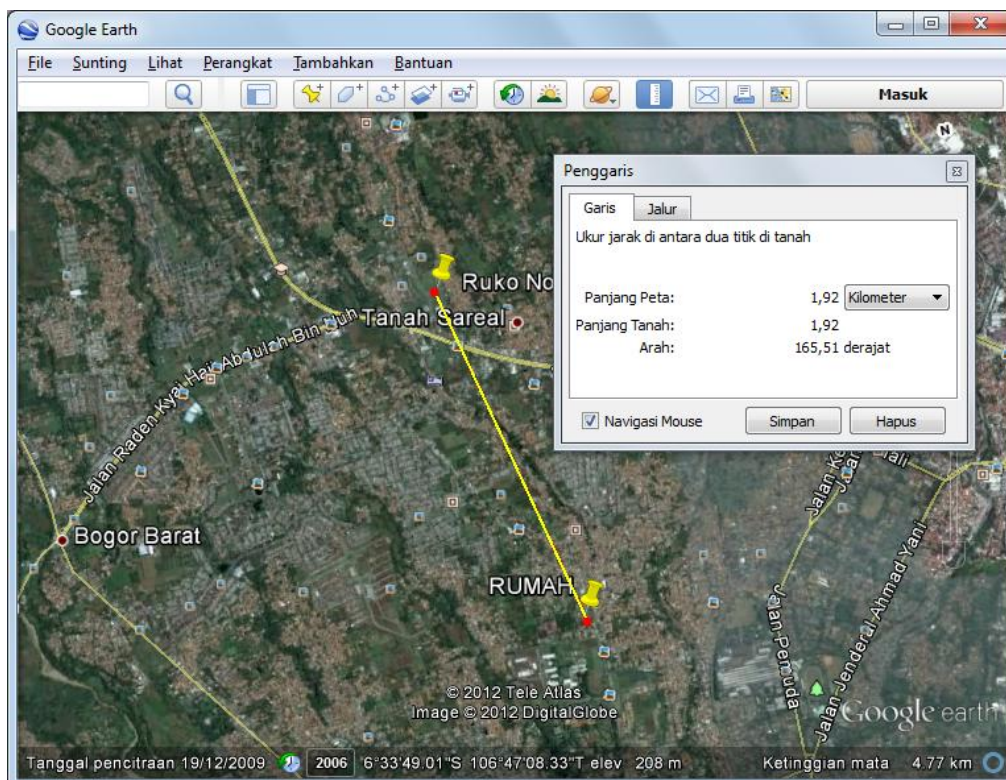 Google Earth
File Sunting Lihat Perangkat Tambahkan Bantuan
Masuk
N
Penggaris
Garis Jalur
Ukur jarak di antara dua titik di tanah
Panjang Peta: 1,92 Kilometer
Panjang Tanah: 1,92
Arah: 165,51 derajat
Navigasi Mouse Simpan Hapus
Ruko No
Tanah Sareal
Jalan Raden Kyai Haji Abdulah Bin Nuh
Bogor Barat
RUMAH
Jalan Pemuda
Jalan Jenderal Ahmad Yani
© 2012 Tele Atlas
Image © 2012 DigitalGlobe
Google earth
Tanggal pencitraan 19/12/2009 2006 6°33'49.01"S 106°47'08.33"T elev 208 m Ketinggian mata 4.77 km